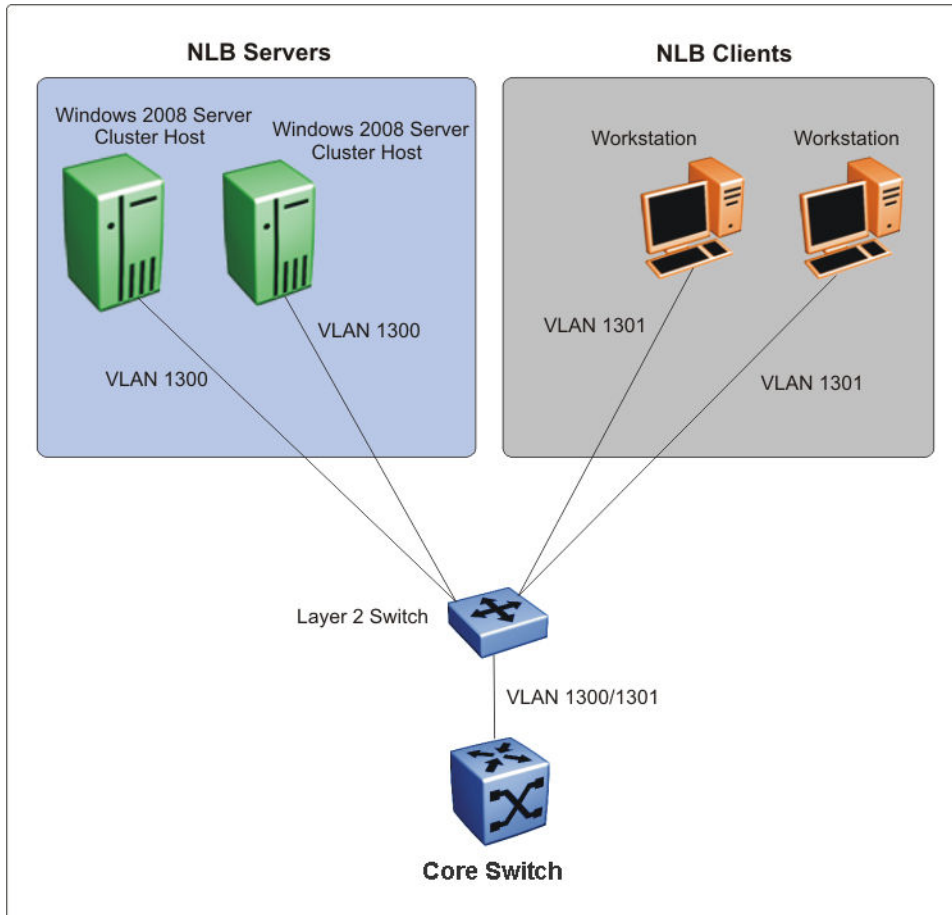 NLB Servers
NLB Clients
Windows 2008 Server
Cluster Host
Windows 2008 Server
Cluster Host
Workstation
Workstation
VLAN 1300
VLAN 1300
VLAN 1301
VLAN 1301
Layer 2 Switch
VLAN 1300/1301
Core Switch